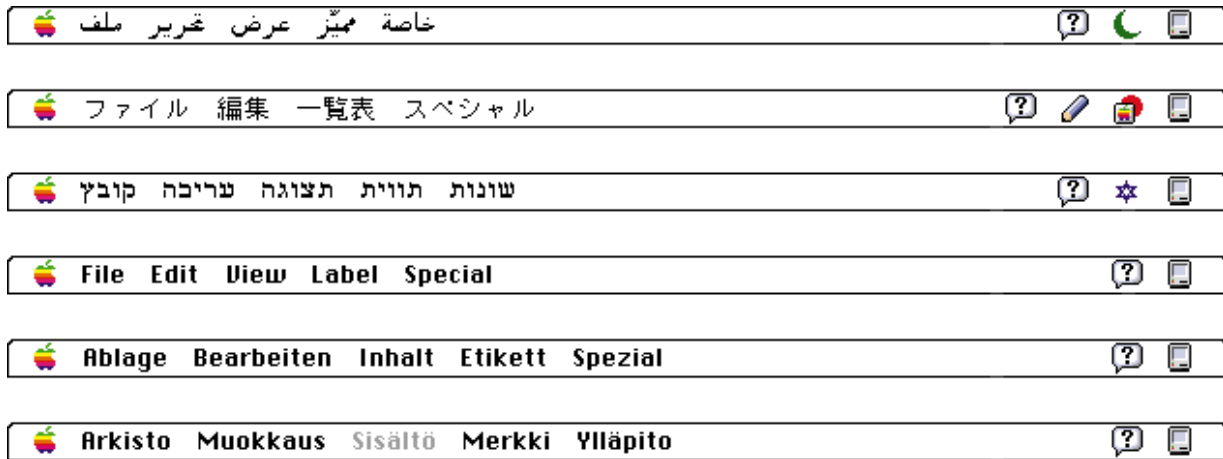 ملف تحرير عرض مميّز خاصة
ファイル 編集 一覧表 スペシャル
קובץ עריכה תצוגה תווית שונות
File Edit View Label Special
Ablage Bearbeiten Inhalt Etikett Spezial
Arkisto Muokkaus Sisältö Merkki Ylläpito